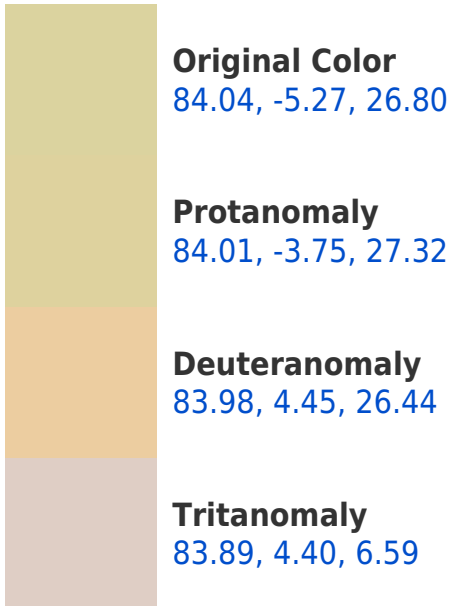 Original Color
84.04, -5.27, 26.80
Protanomaly
84.01, -3.75, 27.32
Deuteranomaly
83.98, 4.45, 26.44
Tritanomaly
83.89, 4.40, 6.59